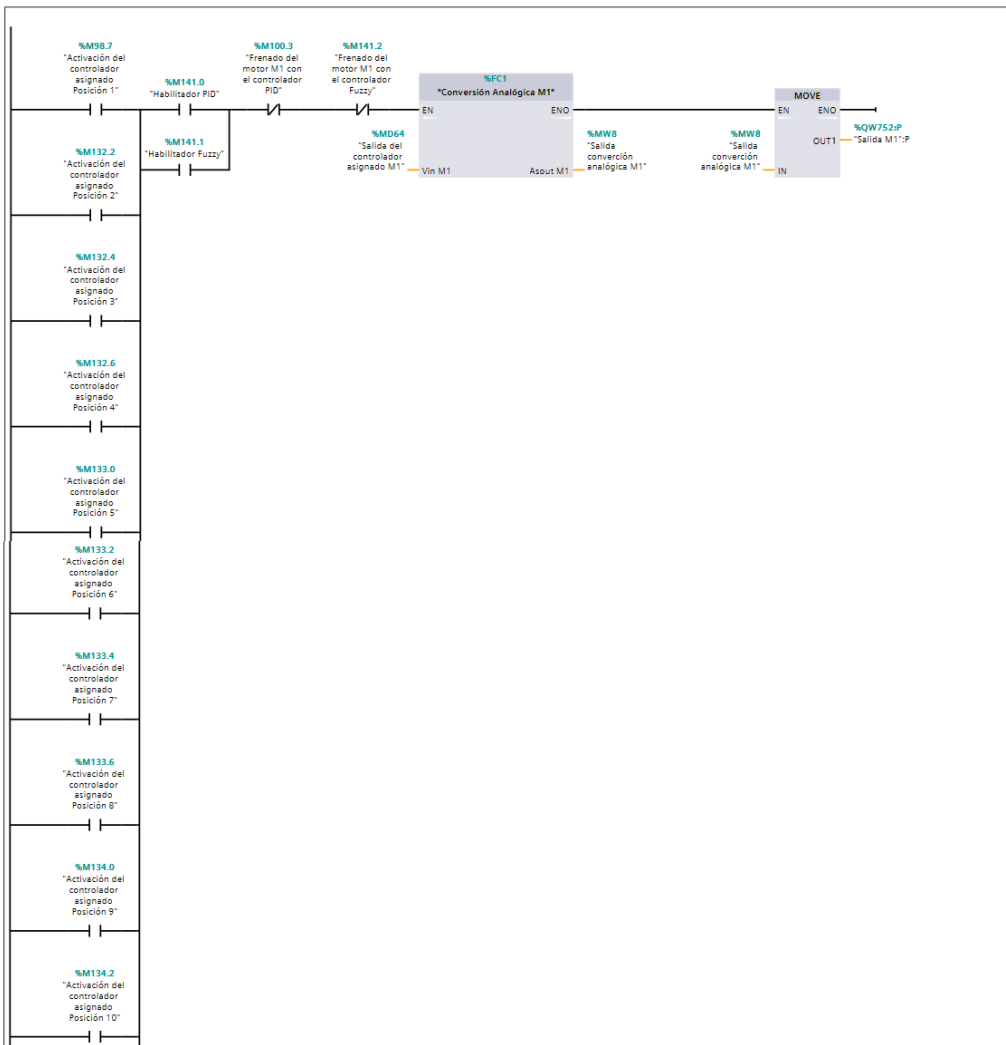 %M98.7
"Activación del
controlador
asignado
Posición 1"
%M141.0
"Habilitador PID"
%M100.3
"Frenado del
motor M1 con
el controlador
PID"
%M141.2
"Frenado del
motor M1 con
el controlador
Fuzzy"
%FC1
"Conversión Analógica M1"
EN
ENO
%MD64
"Salida del
controlador
asignado M1"
Vin M1
Asout M1
%MW8
"Salida
converción
analógica M1"
MOVE
EN
ENO
%MW8
"Salida
converción
analógica M1"
IN
OUT1
%QW752:P
"Salida M1":P
%M141.1
"Habilitador Fuzzy"
%M132.2
"Activación del
controlador
asignado
Posición 2"
%M132.4
"Activación del
controlador
asignado
Posición 3"
%M132.6
"Activación del
controlador
asignado
Posición 4"
%M133.0
"Activación del
controlador
asignado
Posición 5"
%M133.2
"Activación del
controlador
asignado
Posición 6"
%M133.4
"Activación del
controlador
asignado
Posición 7"
%M133.6
"Activación del
controlador
asignado
Posición 8"
%M134.0
"Activación del
controlador
asignado
Posición 9"
%M134.2
"Activación del
controlador
asignado
Posición 10"